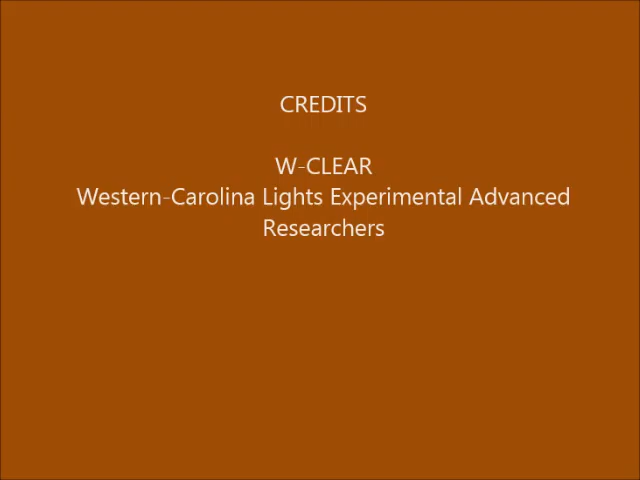 CREDITS
W-CLEAR
Western-Carolina Lights Experimental Advanced
Researchers